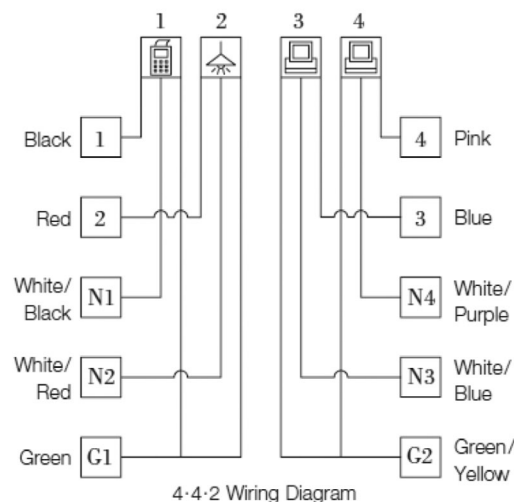 1 2 3 4
Black 1 4 Pink
Red 2 3 Blue
White/
Black N1 N4 White/
Purple
White/
Red N2 N3 White/
Blue
Green G1 G2 Green/
Yellow
4·4·2 Wiring Diagram